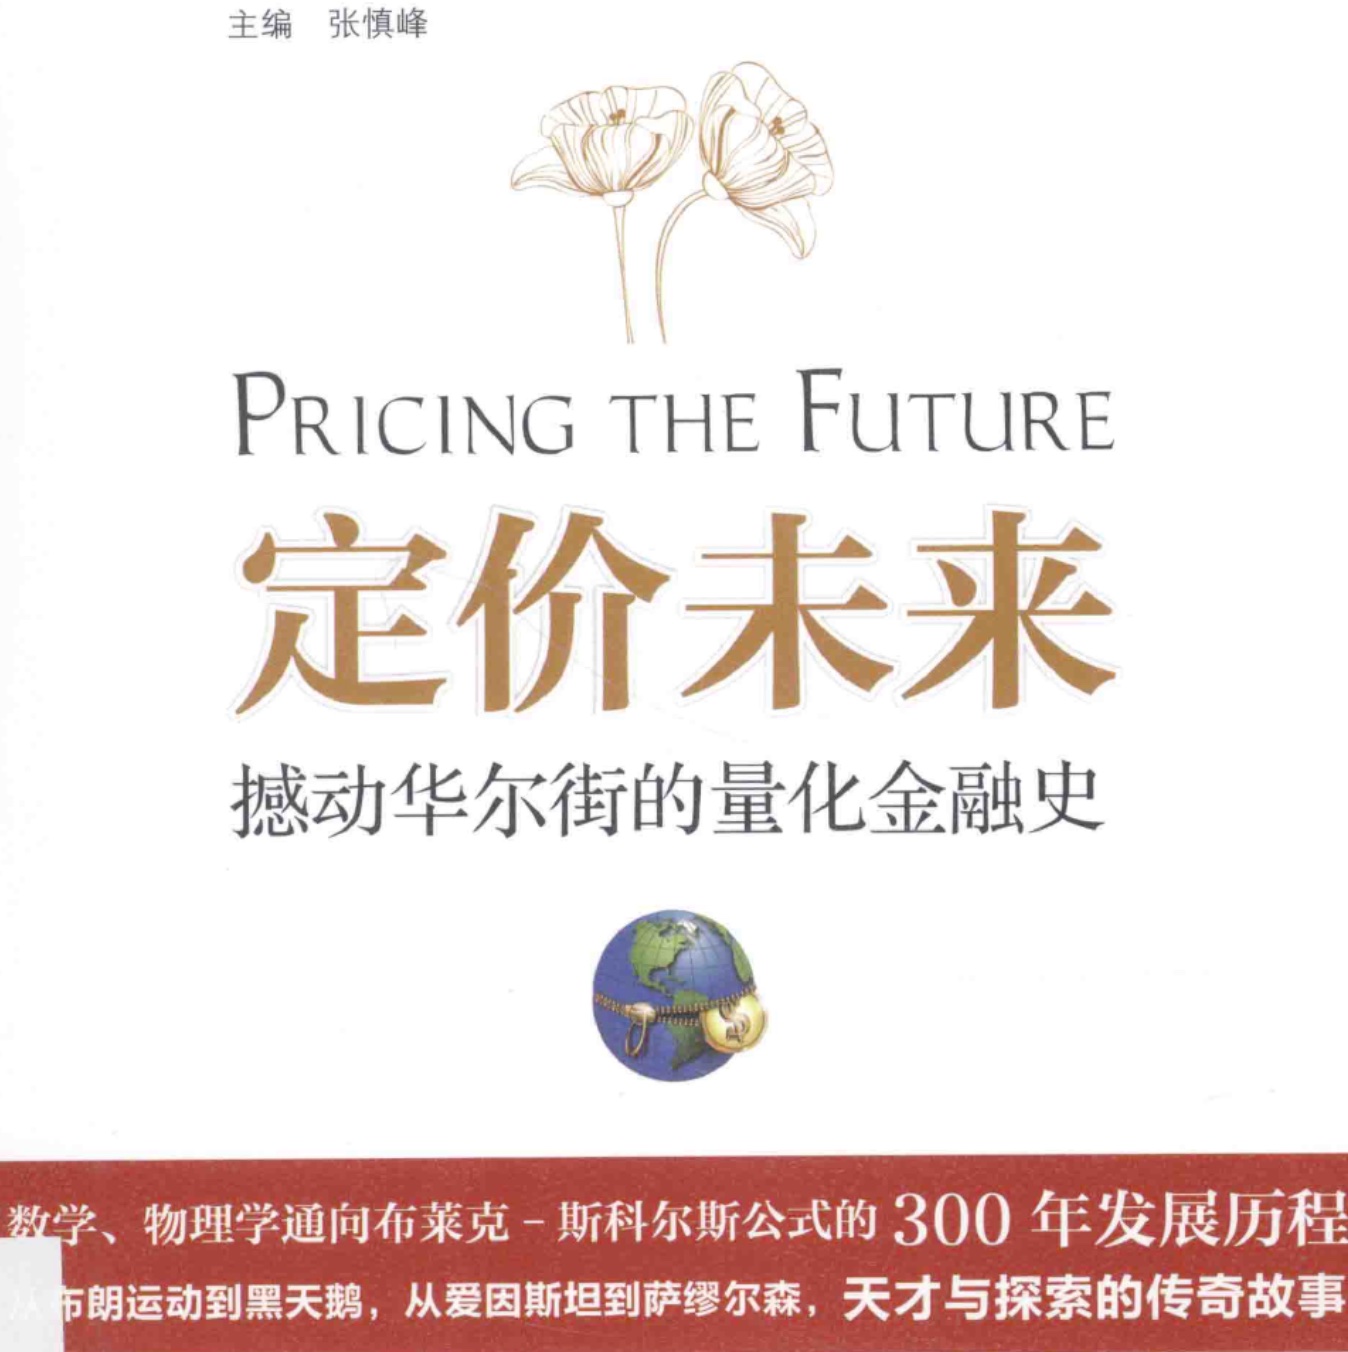 主编 张慎峰
PRICING THE FUTURE
定价未来
撼动华尔街的量化金融史
数学、物理学通向布莱克－斯科尔斯公式的 300 年发展历程
从布朗运动到黑天鹅，从爱因斯坦到萨缪尔森，天才与探索的传奇故事